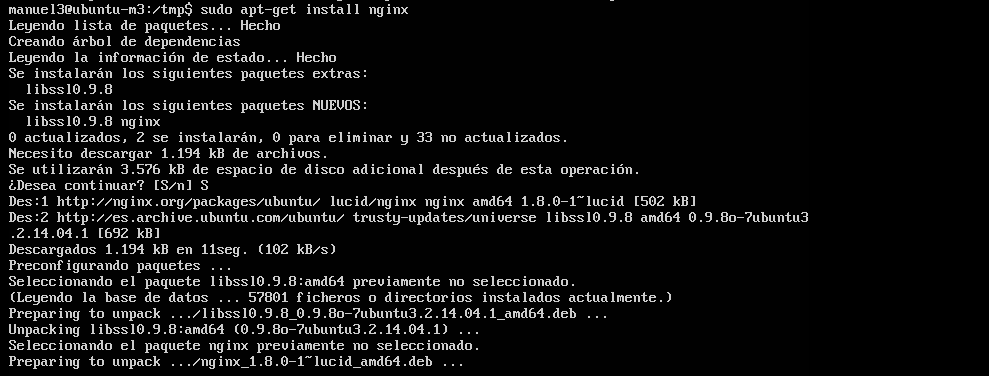 manuel3@ubuntu-m3:/tmp$ sudo apt-get install nginx
Leyendo lista de paquetes... Hecho
Creando árbol de dependencias
Leyendo la información de estado... Hecho
Se instalarán los siguientes paquetes extras:
  libssl0.9.8
Se instalarán los siguientes paquetes NUEVOS:
  libssl0.9.8 nginx
0 actualizados, 2 se instalarán, 0 para eliminar y 33 no actualizados.
Necesito descargar 1.194 kB de archivos.
Se utilizarán 3.576 kB de espacio de disco adicional después de esta operación.
¿Desea continuar? [S/n] S
Des:1 http://nginx.org/packages/ubuntu/ lucid/nginx nginx amd64 1.8.0-1~lucid [502 kB]
Des:2 http://es.archive.ubuntu.com/ubuntu/ trusty-updates/universe libssl0.9.8 amd64 0.9.8o-7ubuntu3
.2.14.04.1 [692 kB]
Descargados 1.194 kB en 11seg. (102 kB/s)
Preconfigurando paquetes ...
Seleccionando el paquete libssl0.9.8:amd64 previamente no seleccionado.
(Leyendo la base de datos ... 57801 ficheros o directorios instalados actualmente.)
Preparing to unpack .../libssl0.9.8_0.9.8o-7ubuntu3.2.14.04.1_amd64.deb ...
Unpacking libssl0.9.8:amd64 (0.9.8o-7ubuntu3.2.14.04.1) ...
Seleccionando el paquete nginx previamente no seleccionado.
Preparing to unpack .../nginx_1.8.0-1~lucid_amd64.deb ...